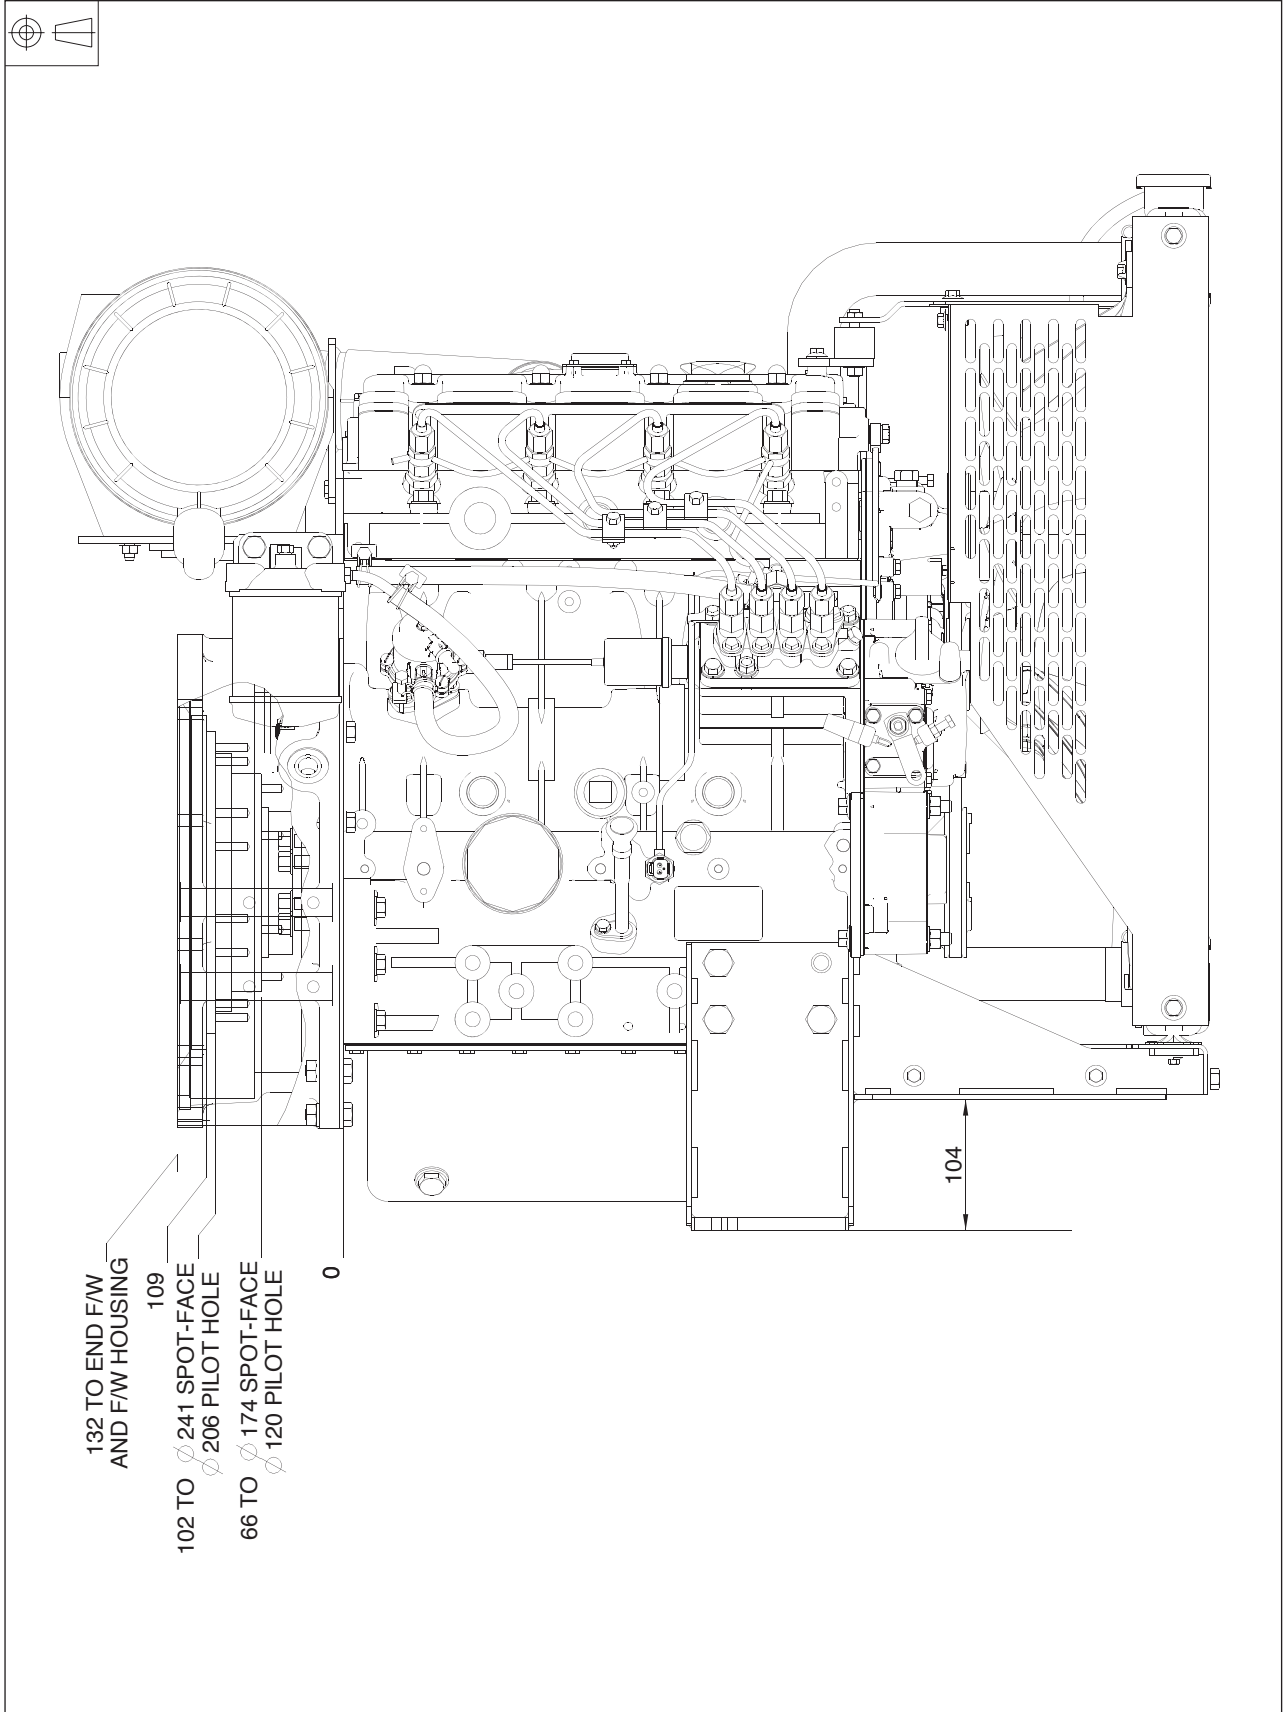 132 TO END F/W
AND F/W HOUSING
109
102 TO ∅ 241 SPOT-FACE
∅ 206 PILOT HOLE
66 TO ∅ 174 SPOT-FACE
∅ 120 PILOT HOLE
0
104